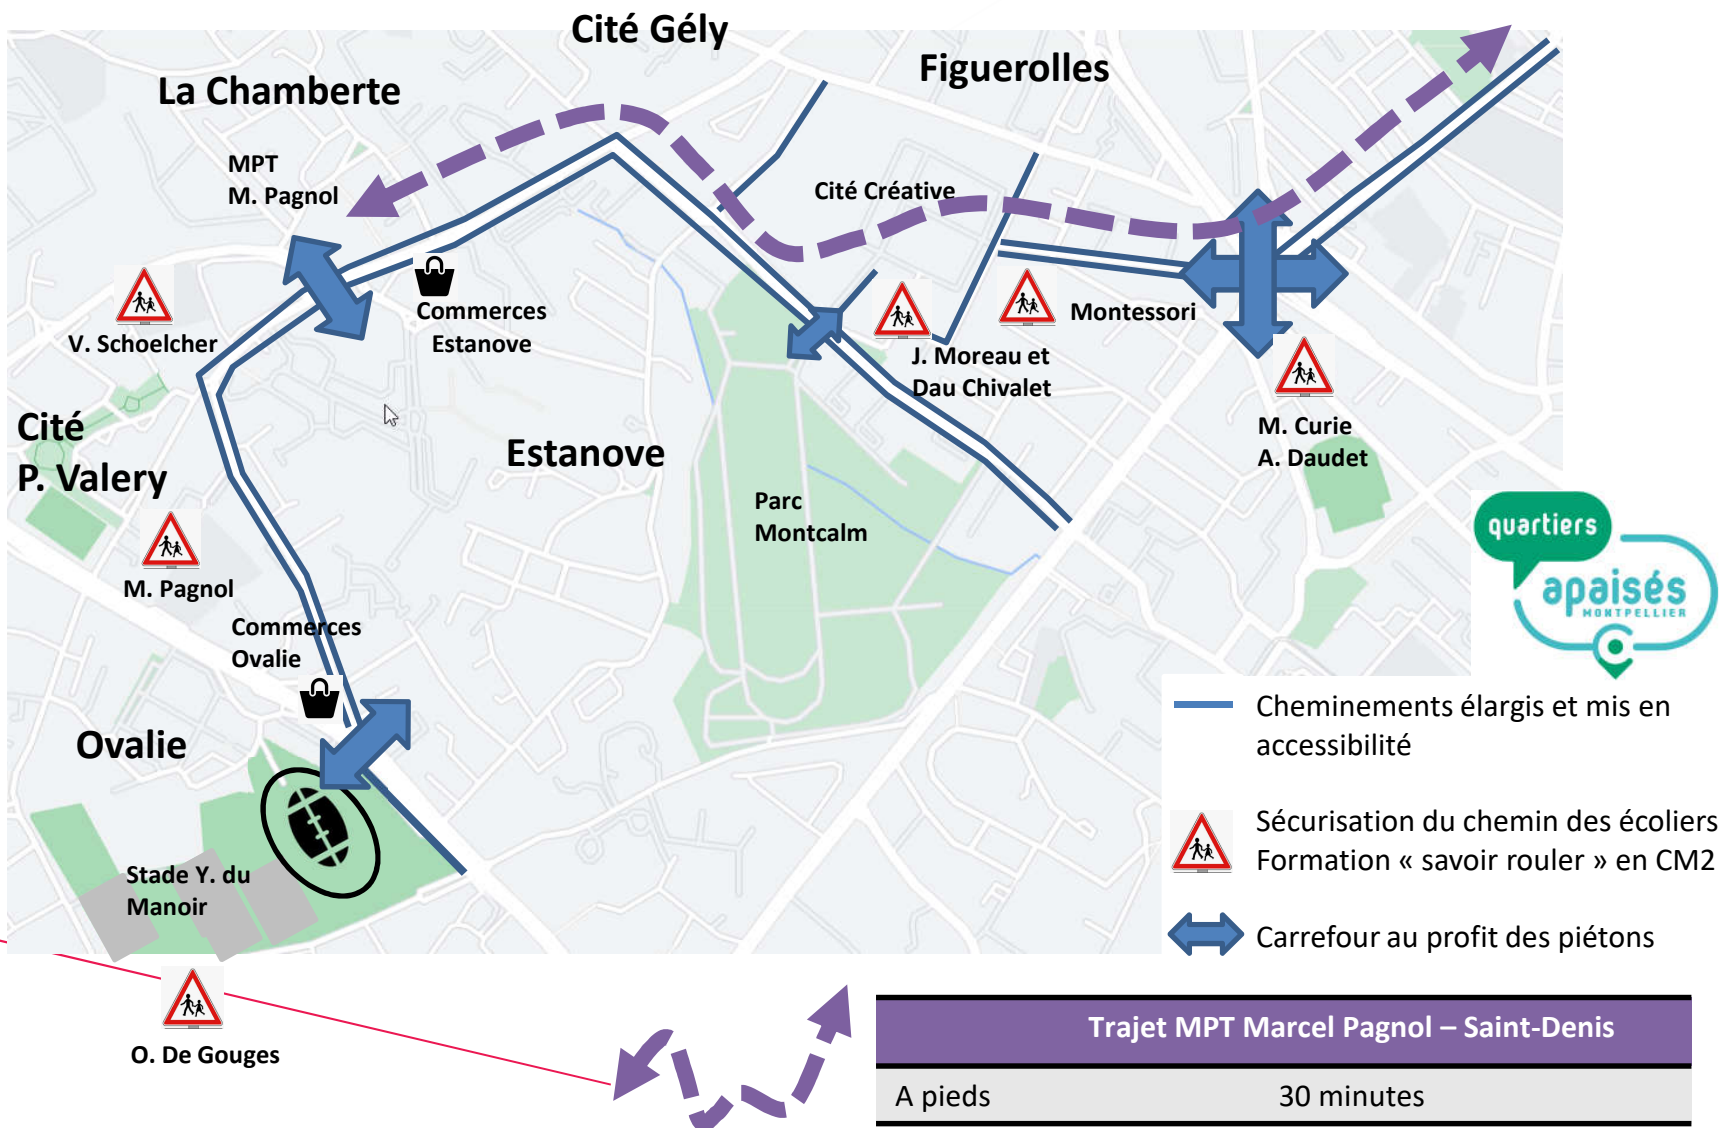 Cité Gély
Figuerolles
La Chamberte
MPT
M. Pagnol
Cité Créative
Commerces
Estanove
Montessori
V. Schoelcher
J. Moreau et
Dau Chivalet
M. Curie
A. Daudet
Cité
P. Valery
Estanove
Parc
Montcalm
quartiers
apaisés
MONTPELLIER
M. Pagnol
Commerces
Ovalie
Ovalie
Cheminements élargis et mis en
accessibilité
Sécurisation du chemin des écoliers
Formation « savoir rouler » en CM2
Stade Y. du
Manoir
Carrefour au profit des piétons
O. De Gouges
Trajet MPT Marcel Pagnol – Saint-Denis
A pieds 30 minutes